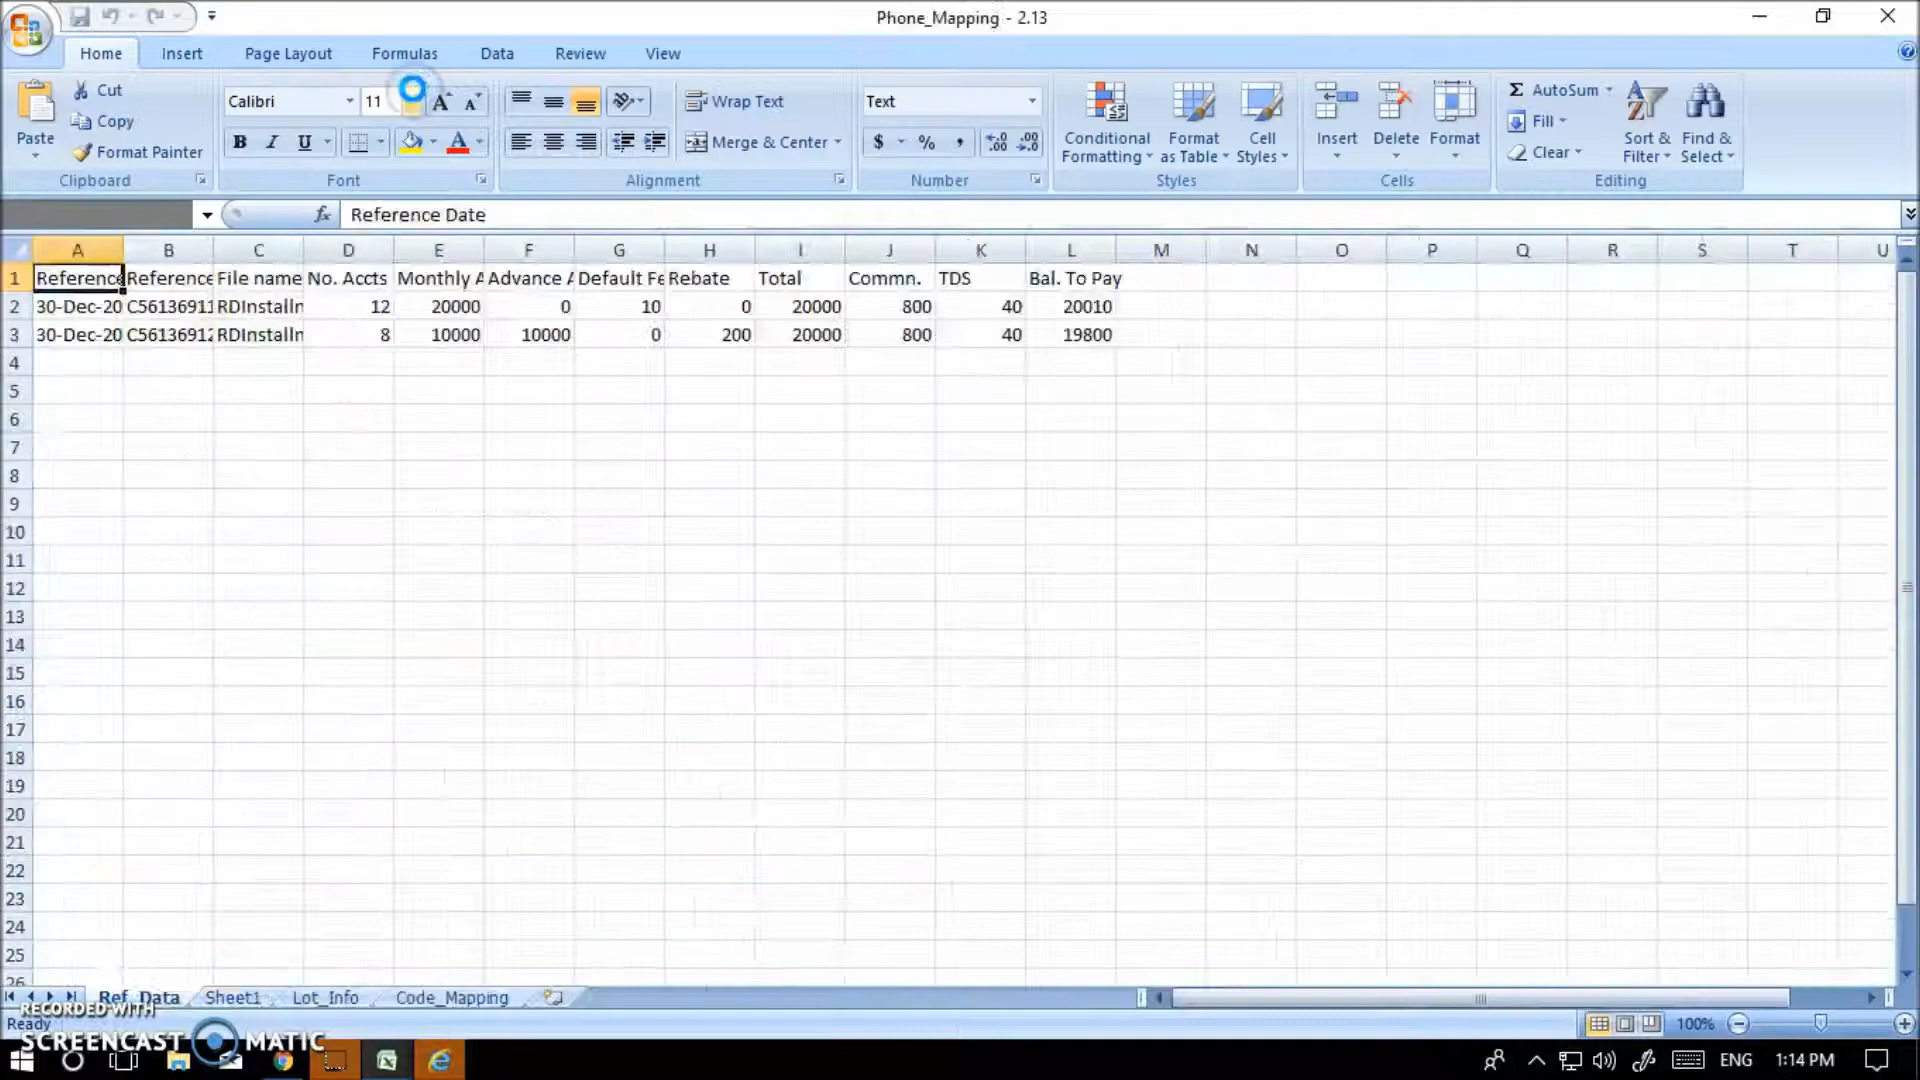 Phone_Mapping - 2.13
Home Insert Page Layout Formulas Data Review View
Paste
Cut
Copy
Format Painter
Clipboard
Calibri 11
B I U
Font
Wrap Text
Merge & Center
Alignment
Text
$ % ,
Number
Conditional Formatting
Format as Table
Cell Styles
Styles
Insert Delete Format
Cells
Σ AutoSum
Fill
Clear
Sort & Filter
Find & Select
Editing
fx Reference Date
A B C D E F G H I J K L M N O P Q R S T U
1 Reference Reference File name No. Accts Monthly A Advance A Default Fe Rebate Total Commn. TDS Bal. To Pay
2 30-Dec-20 C56136911 RDInstalln 12 20000 0 10 0 20000 800 40 20010
3 30-Dec-20 C56136912 RDInstalln 8 10000 10000 0 200 20000 800 40 19800
4
5
6
7
8
9
10
11
12
13
14
15
16
17
18
19
20
21
22
23
24
25
26
Ref_Data Sheet1 Lot_Info Code_Mapping
RECORDED WITH
Ready 100%
SCREENCAST MATIC
ENG 1:14 PM